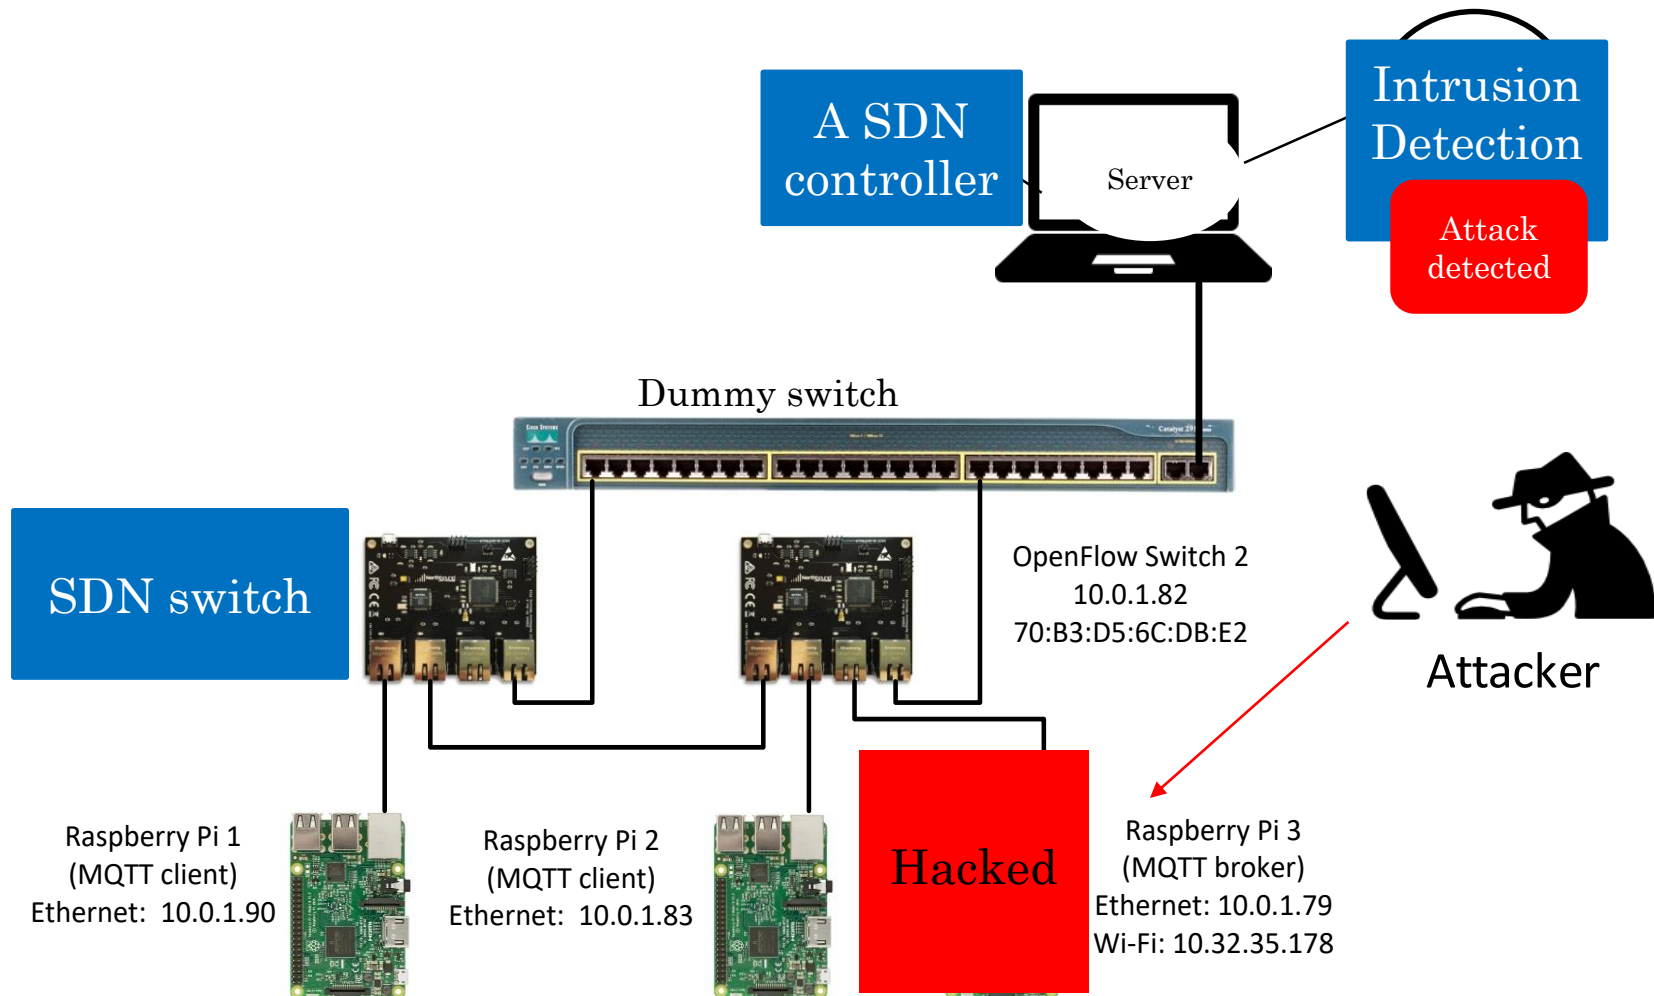 A SDN
controller
Server
Intrusion
Detection
Attack
detected
Dummy switch
Cisco Systems
SDN switch
OpenFlow Switch 2
10.0.1.82
70:B3:D5:6C:DB:E2
Attacker
Raspberry Pi 1
(MQTT client)
Ethernet: 10.0.1.90
Raspberry Pi 2
(MQTT client)
Ethernet: 10.0.1.83
Hacked
Raspberry Pi 3
(MQTT broker)
Ethernet: 10.0.1.79
Wi-Fi: 10.32.35.178